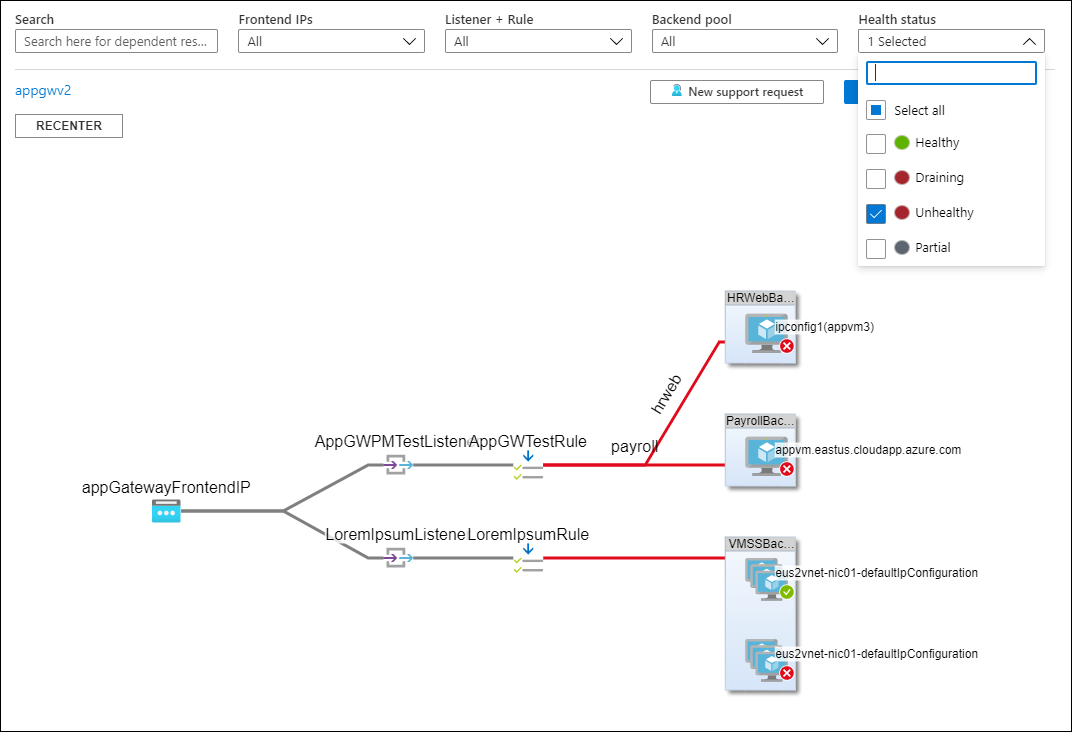 Search
Frontend IPs
Listener + Rule
Backend pool
Health status
Search here for dependent res...
All
All
All
1 Selected
appgwv2
New support request
RECENTER
Select all
Healthy
Draining
Unhealthy
Partial
HRWebBa...
ipconfig1(appvm3)
hrweb
PayrollBac...
appvm.eastus.cloudapp.azure.com
AppGWPMTestListene
AppGWTestRule
payroll
appGatewayFrontendIP
LoremIpsumListene
LoremIpsumRule
VMSSBac...
eus2vnet-nic01-defaultIpConfiguration
eus2vnet-nic01-defaultIpConfiguration